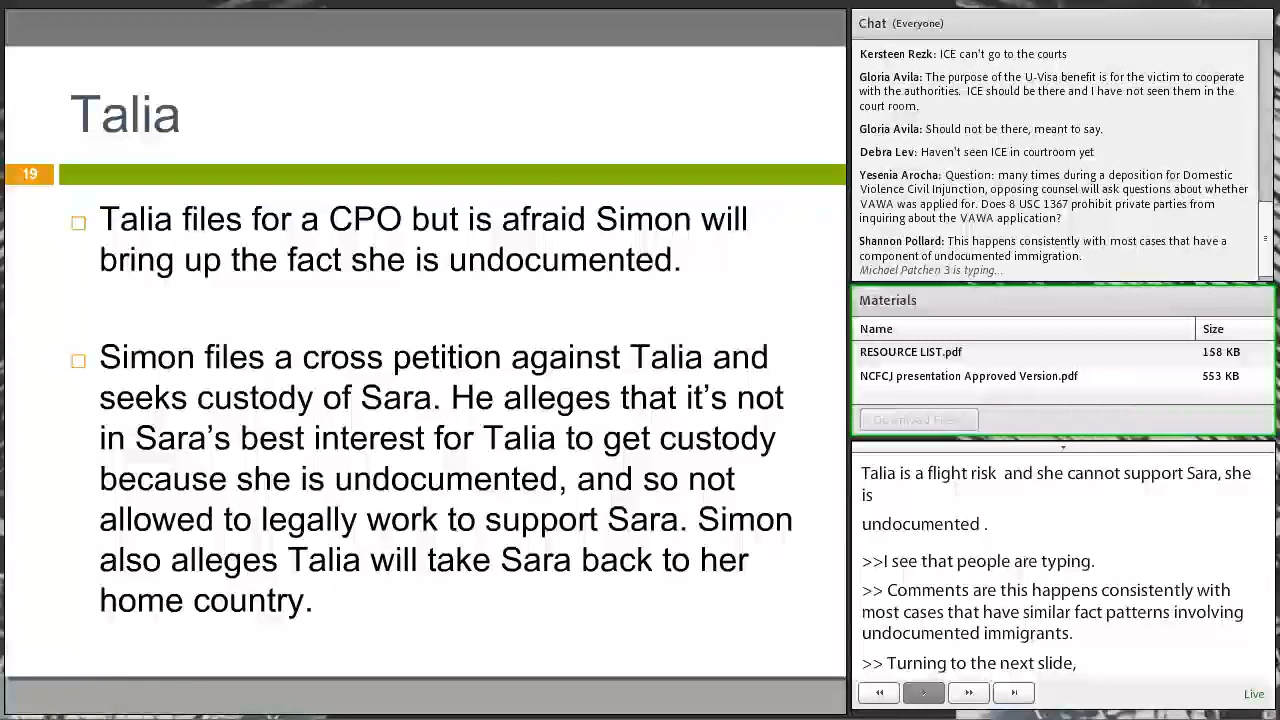 Talia
19
Talia files for a CPO but is afraid Simon will
bring up the fact she is undocumented.
Simon files a cross petition against Talia and
seeks custody of Sara. He alleges that it's not
in Sara's best interest for Talia to get custody
because she is undocumented, and so not
allowed to legally work to support Sara. Simon
also alleges Talia will take Sara back to her
home country.
Chat (Everyone)
Kersteen Rezk: ICE can't go to the courts
Gloria Avila: The purpose of the U-Visa benefit is for the victim to cooperate
with the authorities. ICE should be there and I have not seen them in the
court room.
Gloria Avila: Should not be there, meant to say.
Debra Lev: Haven't seen ICE in courtroom yet
Yesenia Arocha: Question: many times during a deposition for Domestic
Violence Civil Injunction, opposing counsel will ask questions about whether
VAWA was applied for. Does 8 USC 1367 prohibit private parties from
inquiring about the VAWA application?
Shannon Pollard: This happens consistently with most cases that have a
component of undocumented immigration.
Michael Patchen 3 is typing...
Materials
Name Size
RESOURCE LIST.pdf 158 KB
NCFCJ presentation Approved Version.pdf 553 KB
Download File(s)
Talia is a flight risk and she cannot support Sara, she
is
undocumented .
>>I see that people are typing.
>> Comments are this happens consistently with
most cases that have similar fact patterns involving
undocumented immigrants.
>> Turning to the next slide,
Live